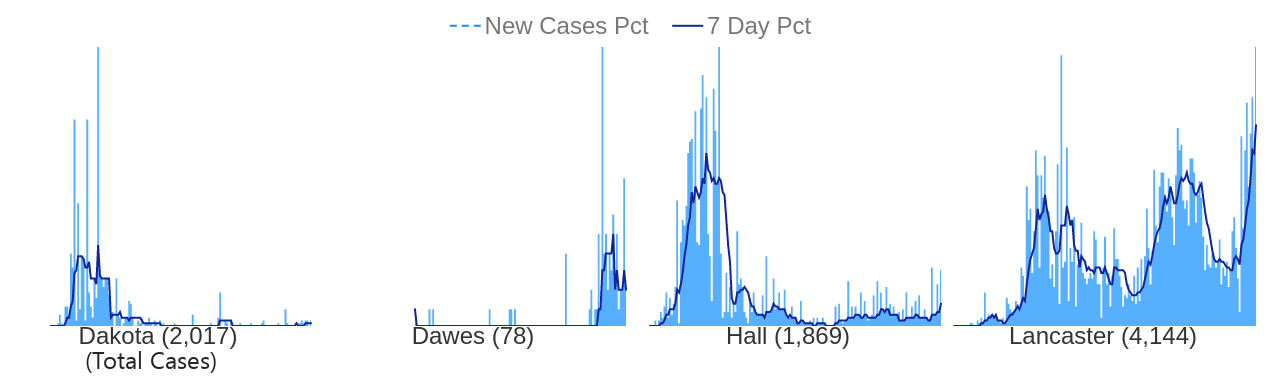 New Cases Pct 7 Day Pct
Dakota (2,017) Dawes (78) Hall (1,869) Lancaster (4,144)
(Total Cases)